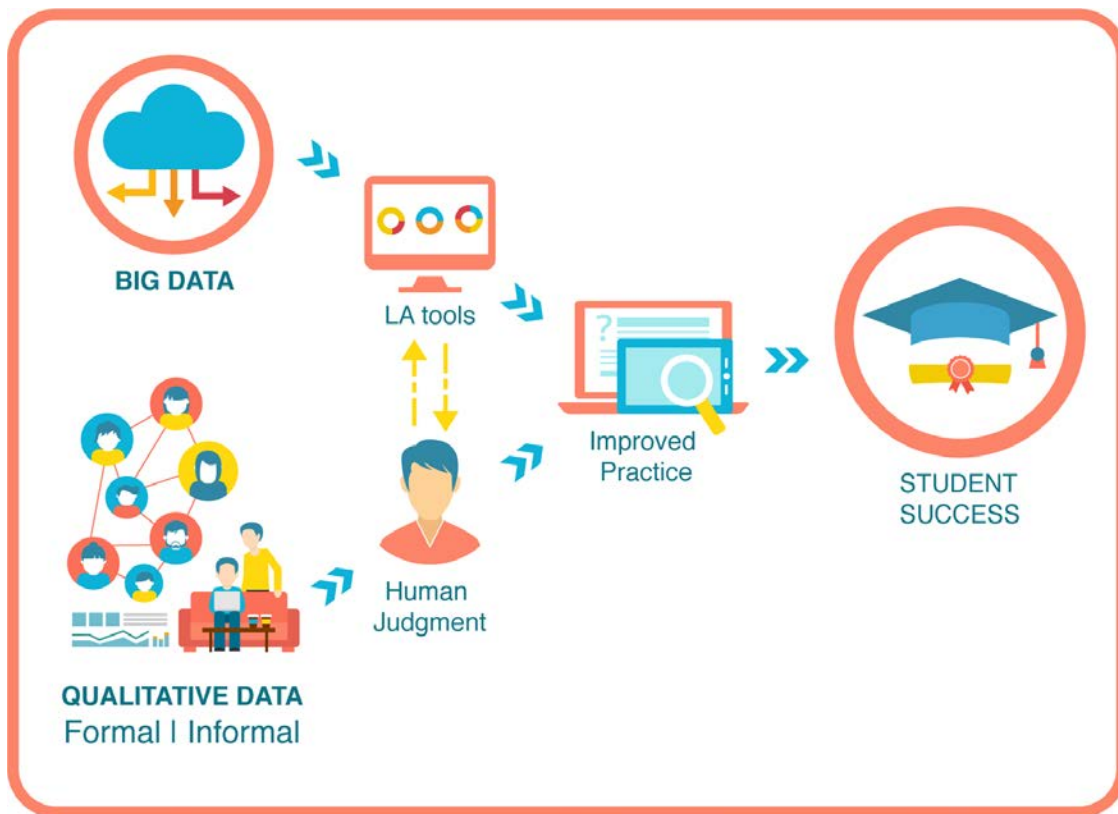 BIG DATA
LA tools
?
Improved
Practice
STUDENT
SUCCESS
Human
Judgment
QUALITATIVE DATA
Formal | Informal